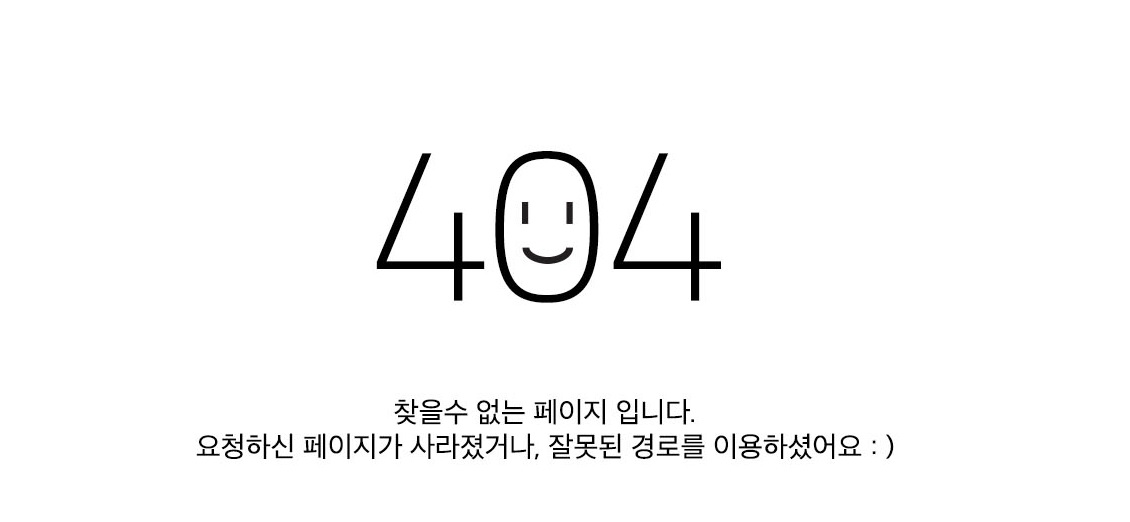 404
찾을수 없는 페이지 입니다.
요청하신 페이지가 사라졌거나, 잘못된 경로를 이용하셨어요 : )